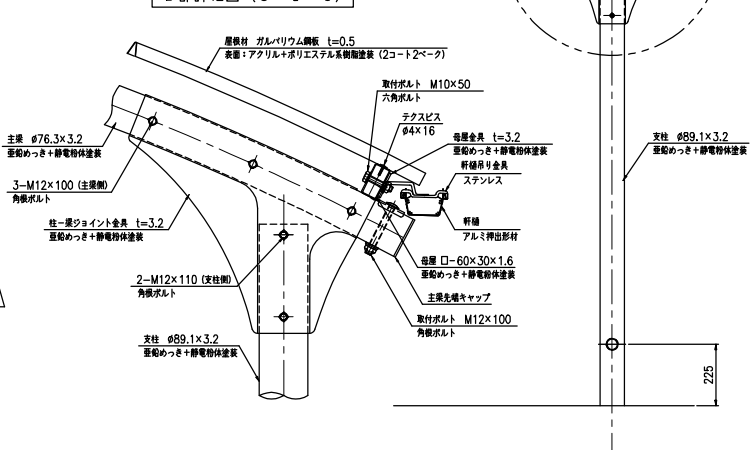 屋根材 ガルバリウム鋼板 t=0.5
表面：アクリル+ポリエステル系樹脂塗装 (2コート2ベーク)
取付ボルト M10×50
六角ボルト
テクスビス
φ4×16
主梁 φ76.3×3.2
亜鉛めっき+静電粉体塗装
母屋金具 t=3.2
亜鉛めっき+静電粉体塗装
支柱 φ89.1×3.2
亜鉛めっき+静電粉体塗装
軒樋吊り金具
ステンレス
3-M12×100 (主梁側)
角根ボルト
柱-梁ジョイント金具 t=3.2
亜鉛めっき+静電粉体塗装
軒樋
アルミ押出形材
母屋 □-60×30×1.6
亜鉛めっき+静電粉体塗装
2-M12×110 (支柱側)
角根ボルト
主梁先端キャップ
取付ボルト M12×100
角根ボルト
支柱 φ89.1×3.2
亜鉛めっき+静電粉体塗装
225